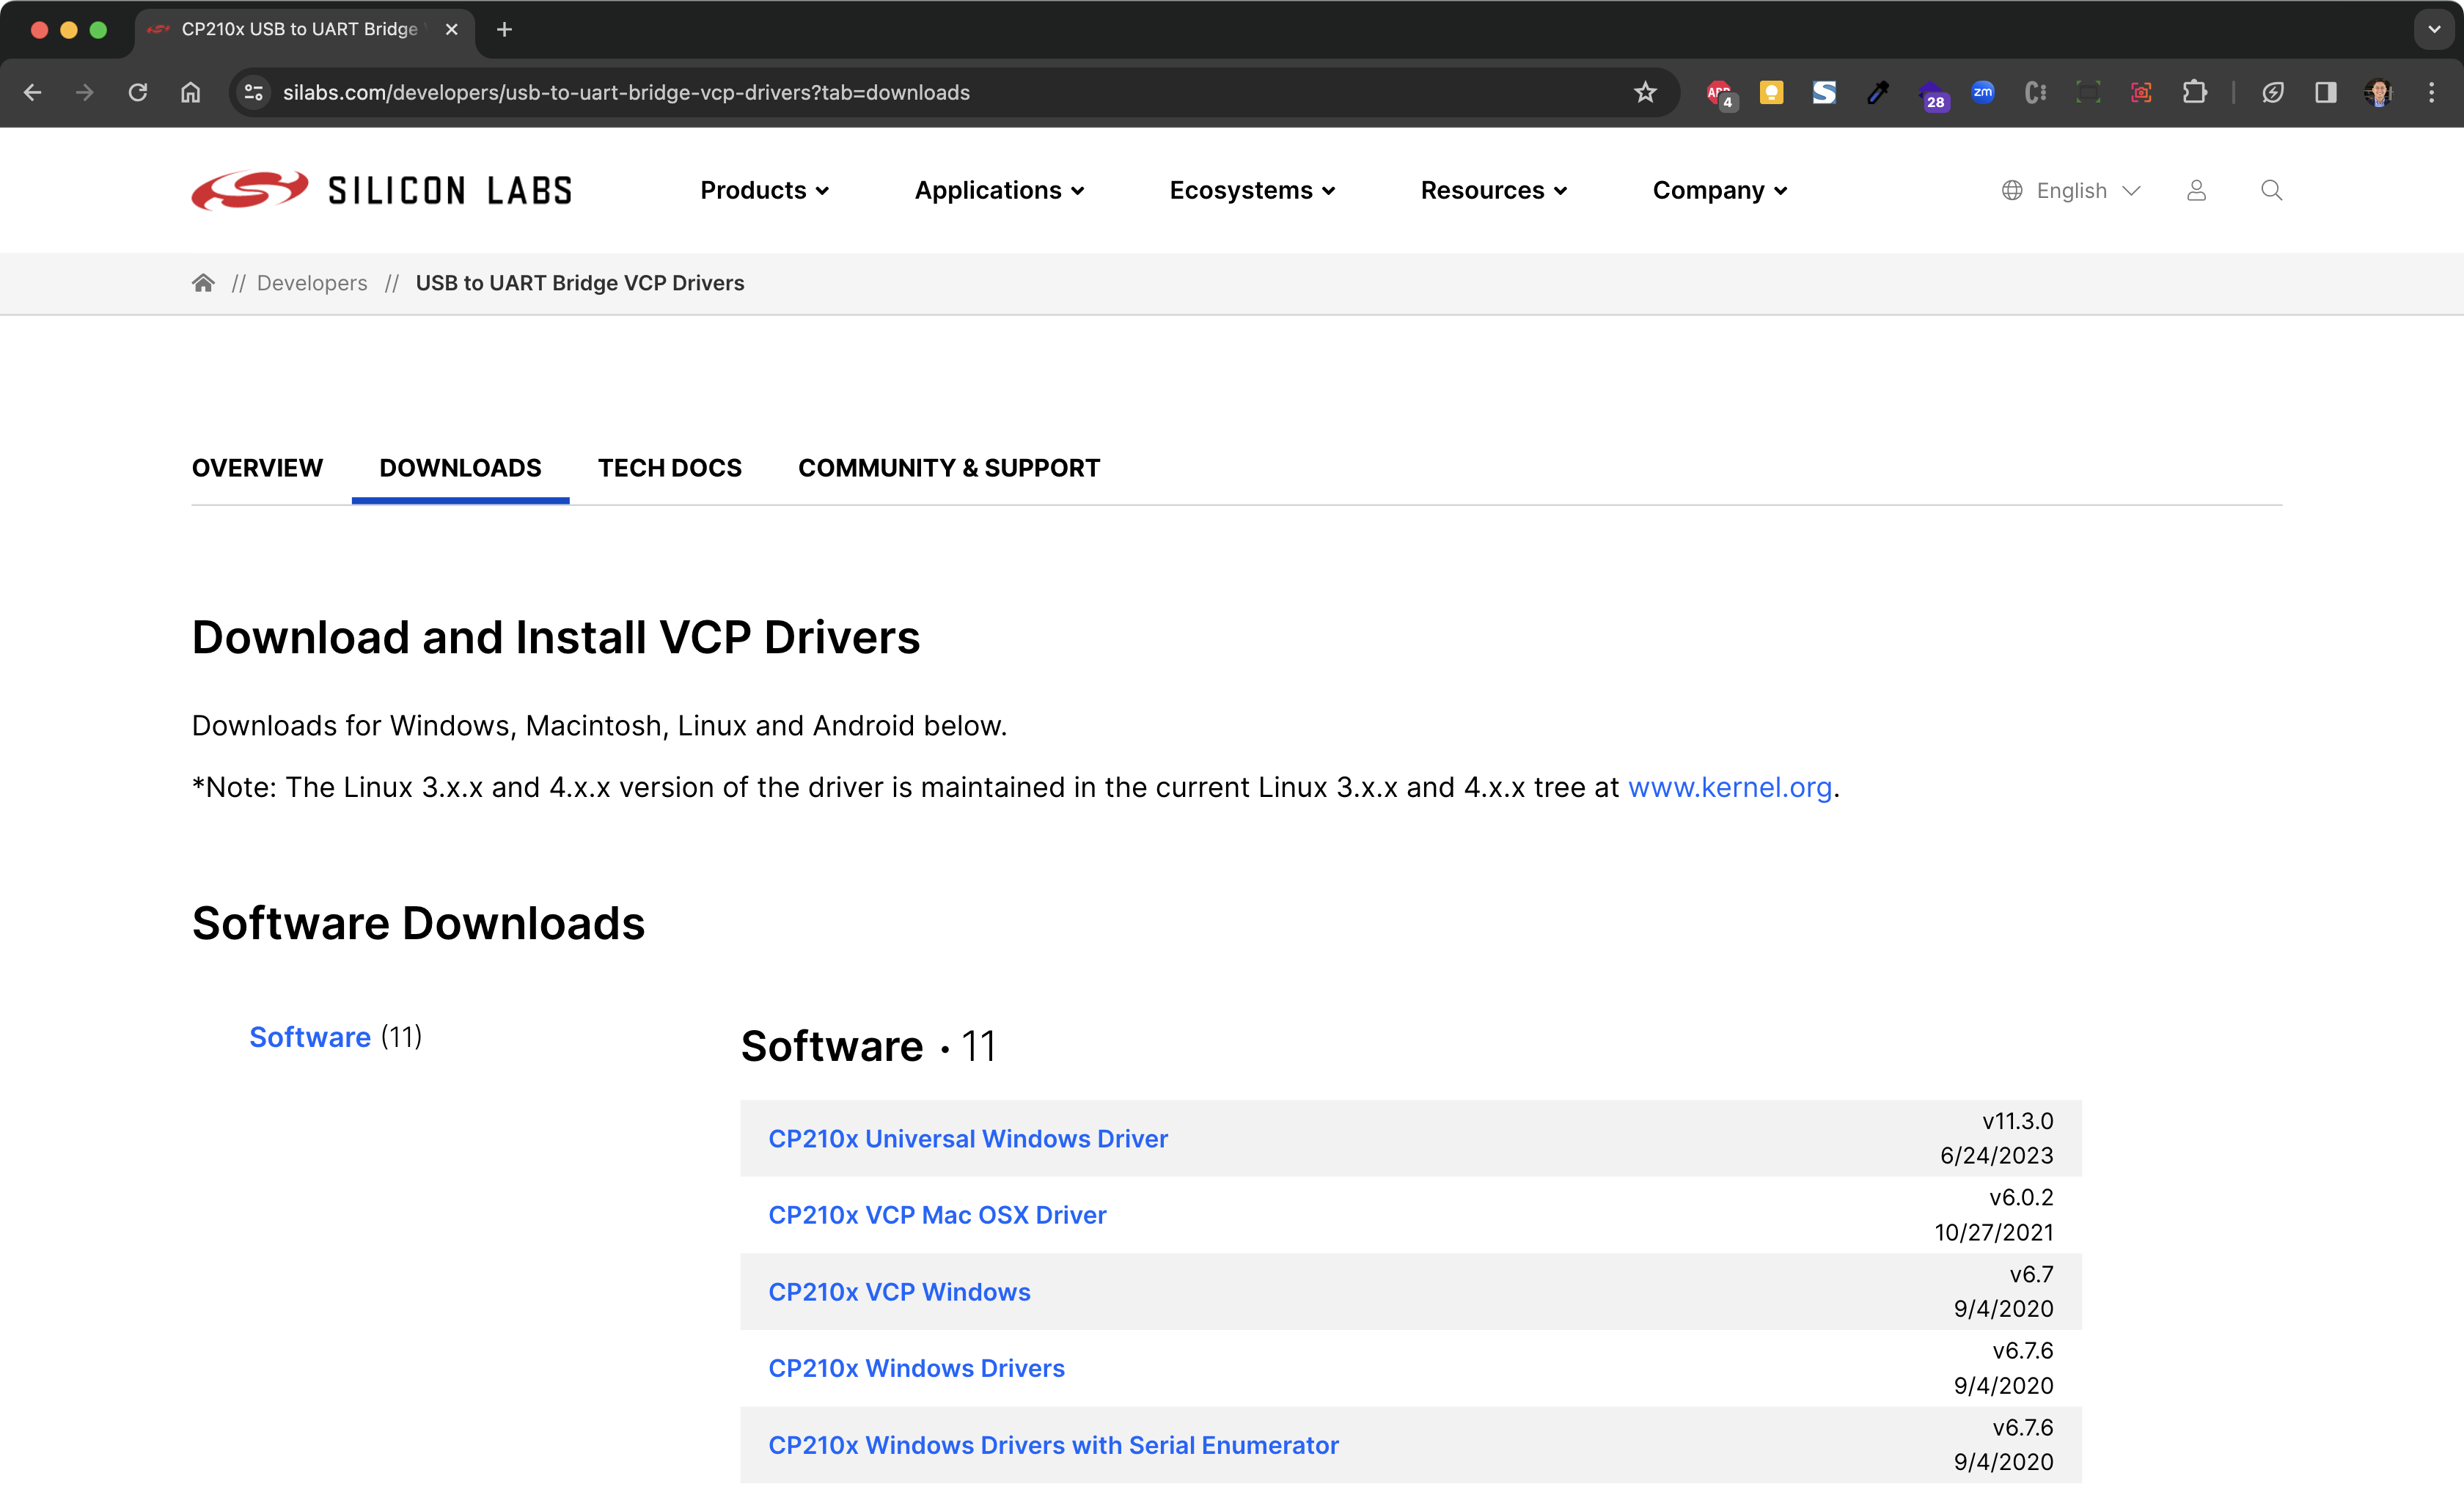 CP210x USB to UART Bridge
silabs.com/developers/usb-to-uart-bridge-vcp-drivers?tab=downloads
ABP
4
28
zm
SILICON LABS
Products
Applications
Ecosystems
Resources
Company
English
// Developers // USB to UART Bridge VCP Drivers
OVERVIEW
DOWNLOADS
TECH DOCS
COMMUNITY & SUPPORT
Download and Install VCP Drivers
Downloads for Windows, Macintosh, Linux and Android below.
*Note: The Linux 3.x.x and 4.x.x version of the driver is maintained in the current Linux 3.x.x and 4.x.x tree at www.kernel.org.
Software Downloads
Software (11)
Software • 11
CP210x Universal Windows Driver
v11.3.0
6/24/2023
CP210x VCP Mac OSX Driver
v6.0.2
10/27/2021
CP210x VCP Windows
v6.7
9/4/2020
CP210x Windows Drivers
v6.7.6
9/4/2020
CP210x Windows Drivers with Serial Enumerator
v6.7.6
9/4/2020